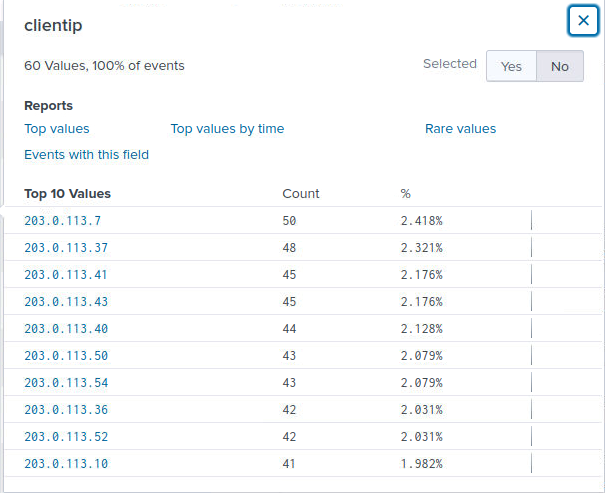 clientip
60 Values, 100% of events
Selected Yes No
Reports
Top values Top values by time Rare values
Events with this field
Top 10 Values Count %
203.0.113.7 50 2.418%
203.0.113.37 48 2.321%
203.0.113.41 45 2.176%
203.0.113.43 45 2.176%
203.0.113.40 44 2.128%
203.0.113.50 43 2.079%
203.0.113.54 43 2.079%
203.0.113.36 42 2.031%
203.0.113.52 42 2.031%
203.0.113.10 41 1.982%